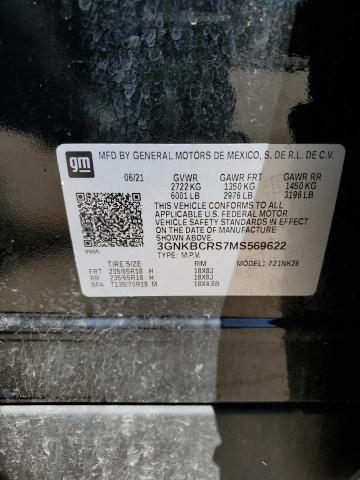 gm
MFD BY GENERAL MOTORS DE MEXICO, S. DE R.L. DE C.V.
06/21 GVWR GAWR FRT GAWR RR
2722 KG 1350 KG 1450 KG
6001 LB 2976 LB 3196 LB
THIS VEHICLE CONFORMS TO ALL
APPLICABLE U.S. FEDERAL MOTOR
VEHICLE SAFETY STANDARDS IN EFFECT
ON THE DATE OF MANUFACTURE
SHOWN ABOVE.
3GNKBCRS7MS569622
TYPE: M.P.V. MODEL: 721NK26
TIRE SIZE RIM
FRT 235/65R18 H 18X8J
RR 235/65R18 H 18X8J
SPA T135/70R18 M 18X4.5B